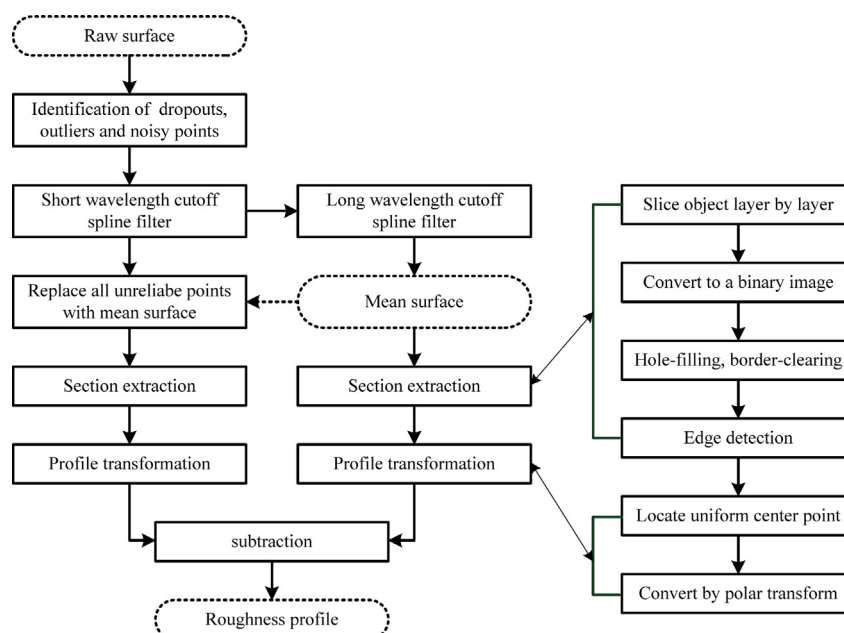 Raw surface
Identification of dropouts,
outliers and noisy points
Short wavelength cutoff
spline filter
Long wavelength cutoff
spline filter
Replace all unreliabe points
with mean surface
Mean surface
Section extraction
Section extraction
Profile transformation
Profile transformation
subtraction
Roughness profile
Slice object layer by layer
Convert to a binary image
Hole-filling, border-clearing
Edge detection
Locate uniform center point
Convert by polar transform